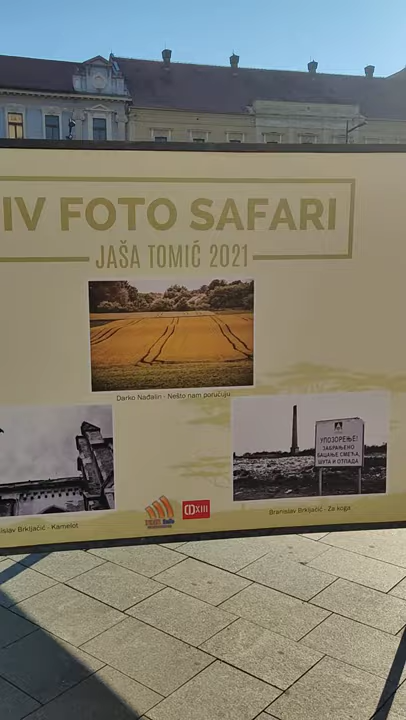 IV FOTO SAFARI
JAŠA TOMIĆ 2021
Darko Nađalin - Nešto nam poručuju
УПОЗОРЕЊЕ!
ЗАБРАЊЕНО
БАЦАЊЕ СМЕЋА,
ШУТА И ОТПАДА
Brkljačić - Kamelot
XIII
Branislav Brkljačić - Za koga